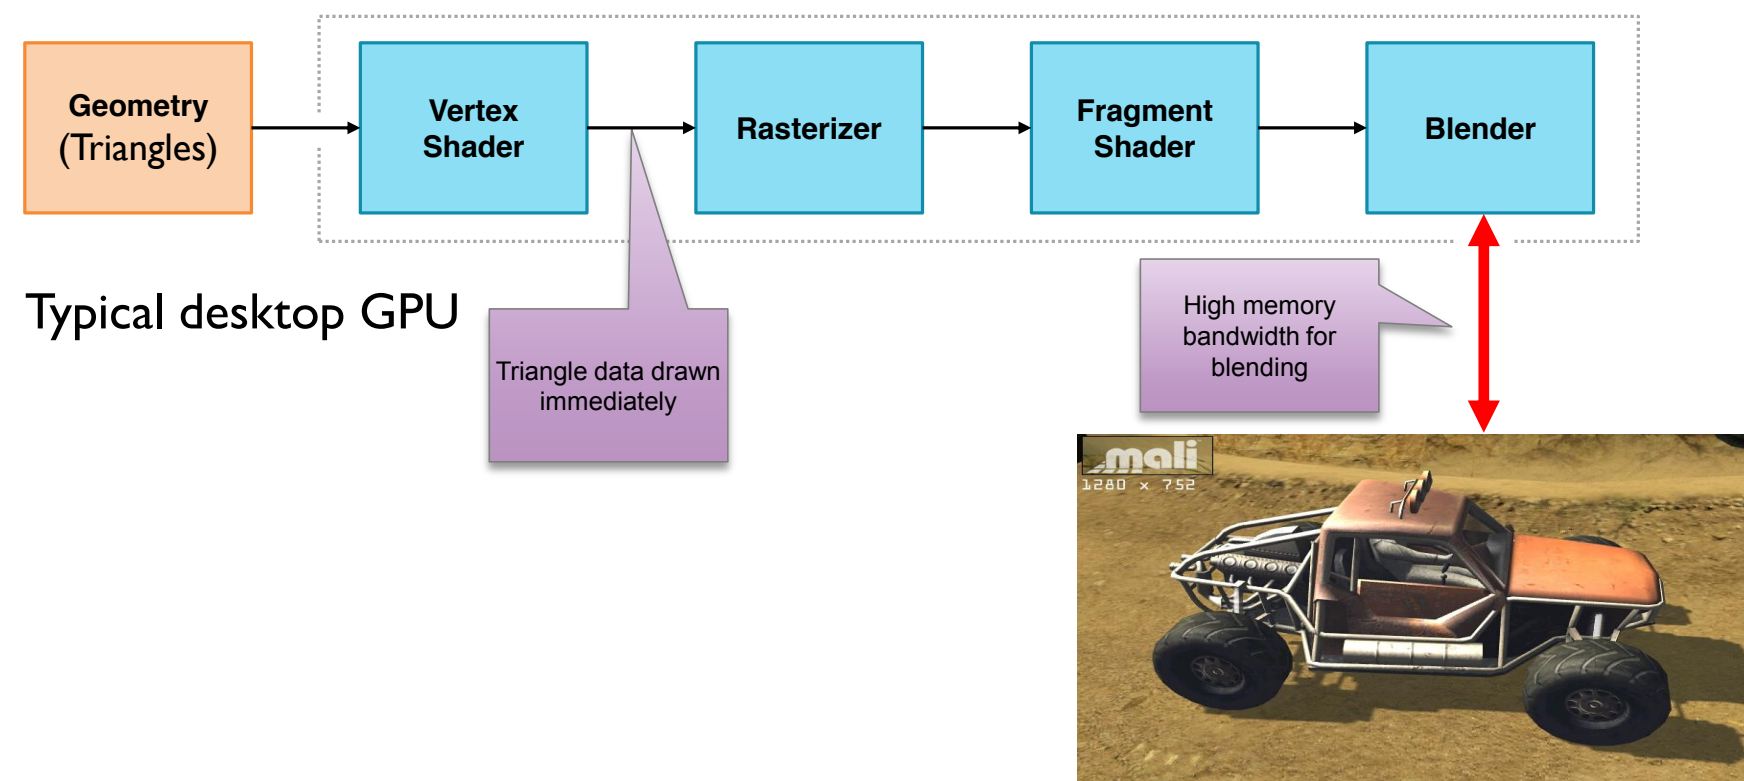 Geometry
(Triangles)
Vertex
Shader
Rasterizer
Fragment
Shader
Blender
Typical desktop GPU
Triangle data drawn
immediately
High memory
bandwidth for
blending
mali
1280 x 752